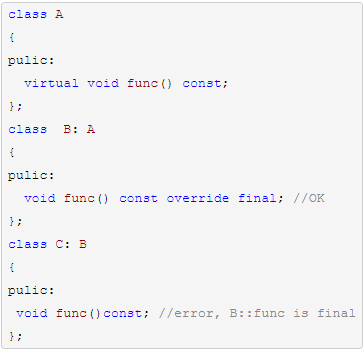 class A
{
pulic:
  virtual void func() const;
};
class  B: A
{
pulic:
  void func() const override final; //OK
};
class C: B
{
pulic:
 void func()const; //error, B::func is final
};